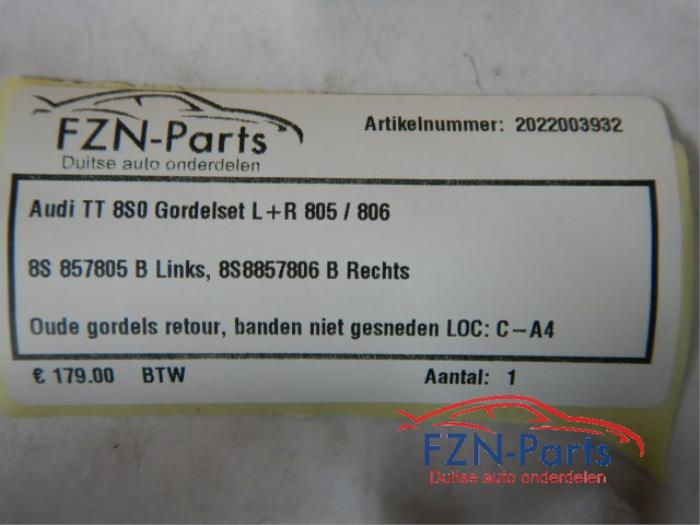 FZN-Parts
Duitse auto onderdelen
Artikelnummer: 2022003932
Audi TT 8S0 Gordelset L+R 805 / 806
8S 857805 B Links, 8S8857806 B Rechts
Oude gordels retour, banden niet gesneden LOC: C-A4
€ 179.00 BTW
Aantal: 1
FZN-Parts
Duitse auto onderdelen